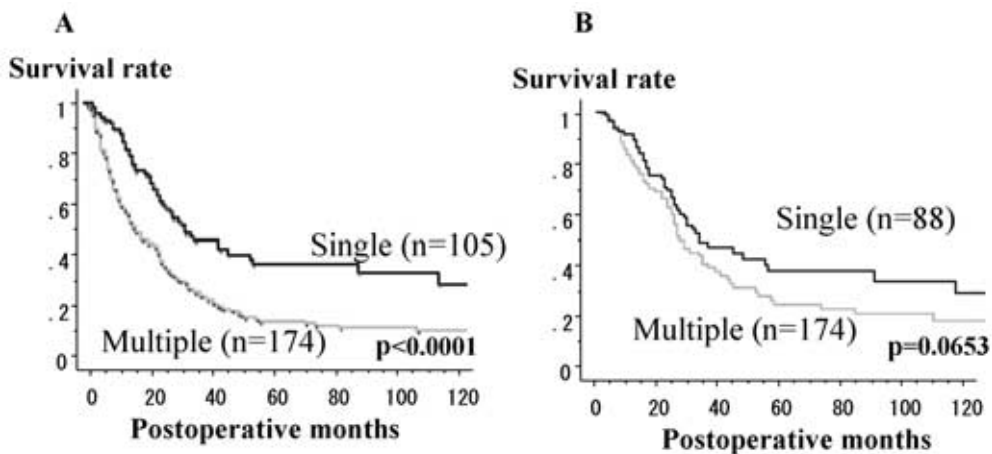 A
Survival rate
1
. 8
. 6
. 4
. 2
0
Single (n=105)
Multiple (n=174)
p<0.0001
0 20 40 60 80 100 120
Postoperative months
B
Survival rate
1
. 8
. 6
. 4
. 2
0
Single (n=88)
Multiple (n=174)
p=0.0653
0 20 40 60 80 100 120
Postoperative months